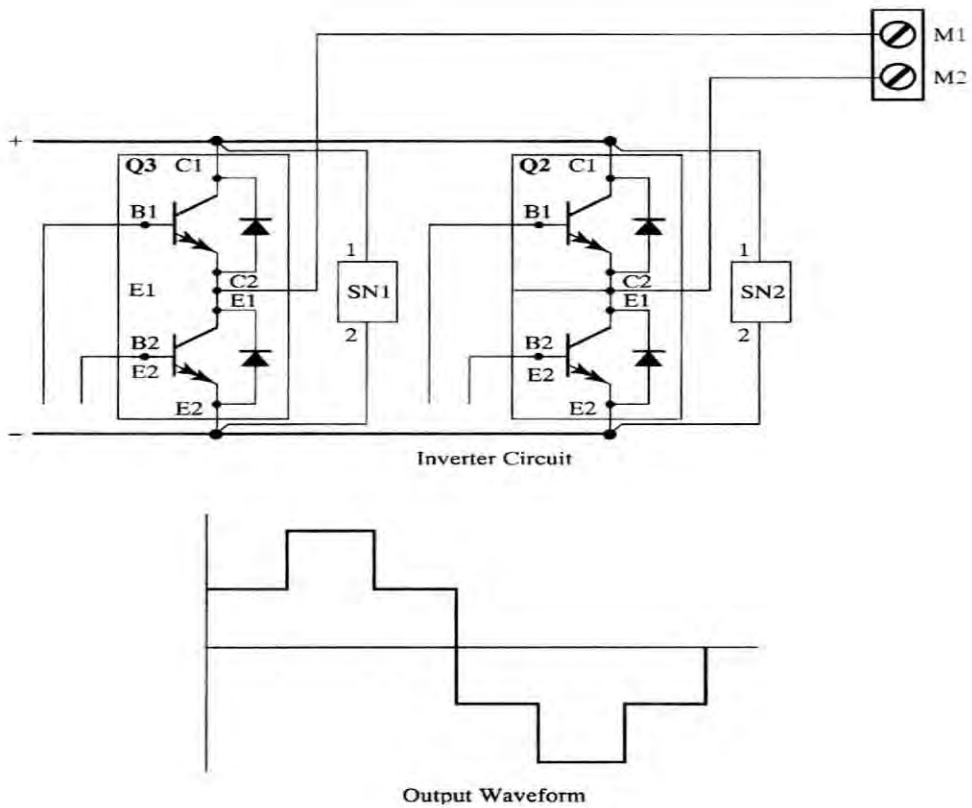 M1
M2
+
Q3 C1
Q2 C1
B1
B1
1
1
E1
C2
SN1
C2
SN2
E1
E1
B2
2
B2
2
E2
E2
E2
E2
−
Inverter Circuit
Output Waveform